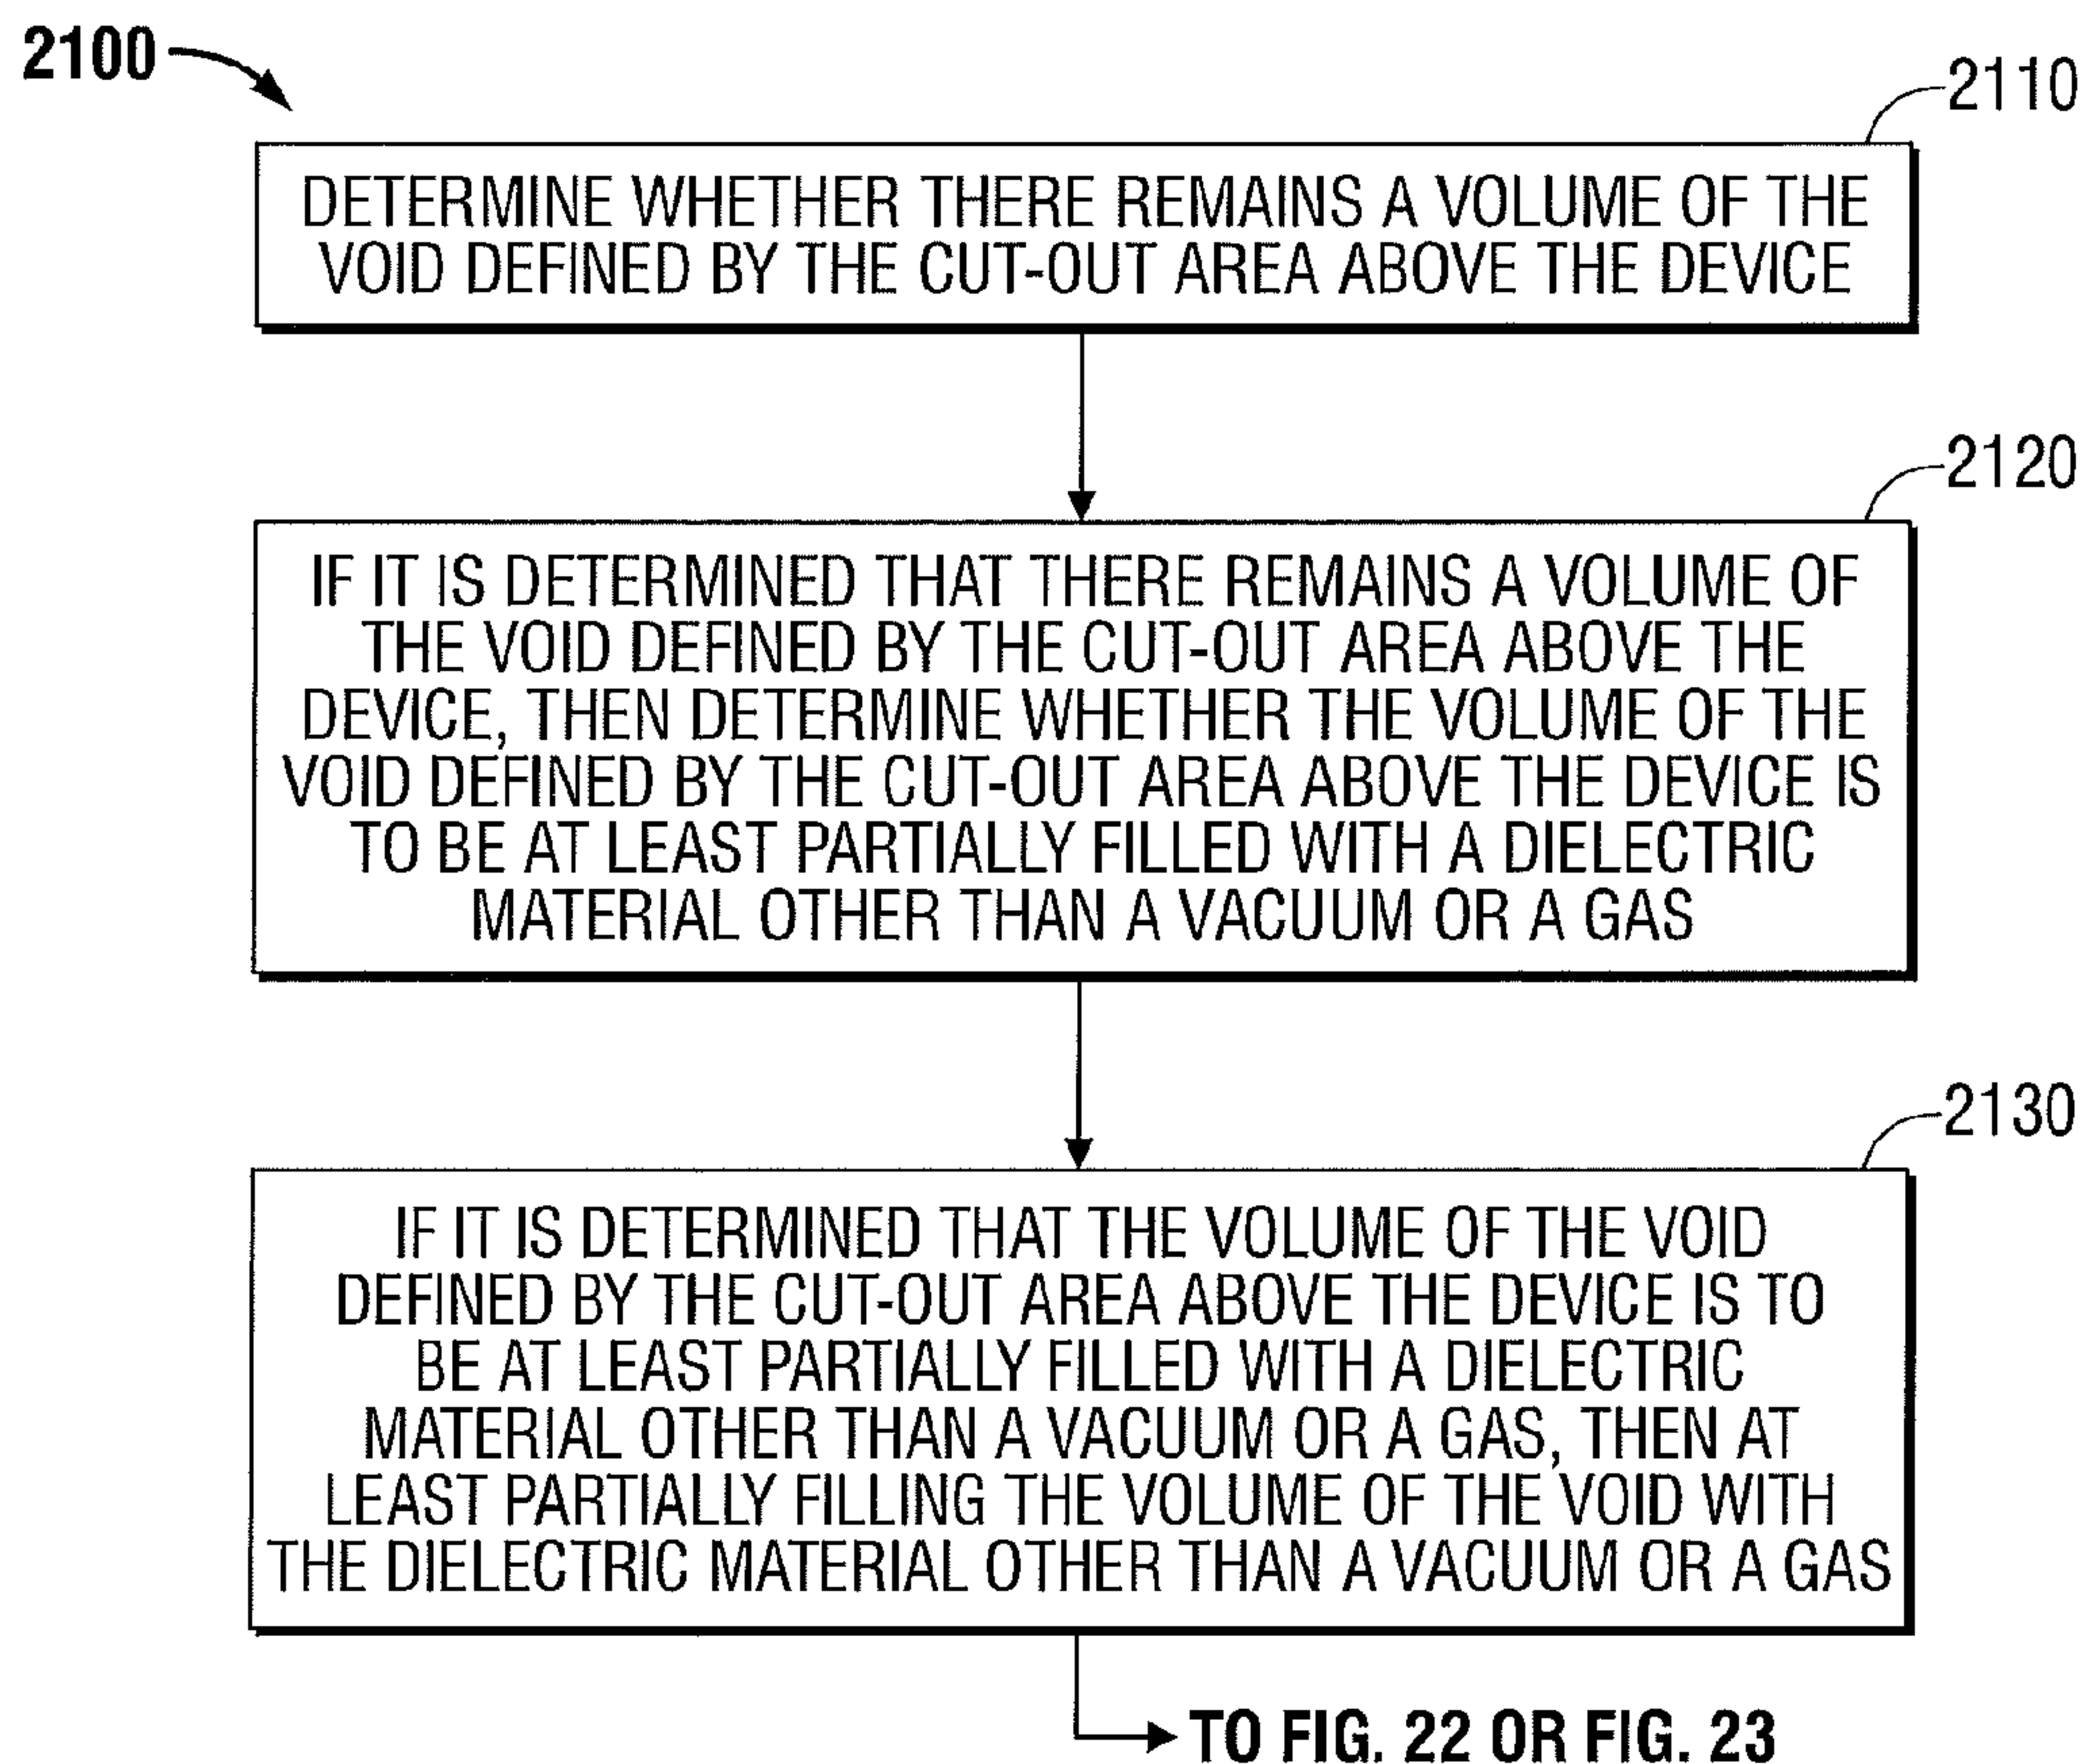 2100
2110
DETERMINE WHETHER THERE REMAINS A VOLUME OF THE
VOID DEFINED BY THE CUT-OUT AREA ABOVE THE DEVICE
2120
IF IT IS DETERMINED THAT THERE REMAINS A VOLUME OF
THE VOID DEFINED BY THE CUT-OUT AREA ABOVE THE
DEVICE, THEN DETERMINE WHETHER THE VOLUME OF THE
VOID DEFINED BY THE CUT-OUT AREA ABOVE THE DEVICE IS
TO BE AT LEAST PARTIALLY FILLED WITH A DIELECTRIC
MATERIAL OTHER THAN A VACUUM OR A GAS
2130
IF IT IS DETERMINED THAT THE VOLUME OF THE VOID
DEFINED BY THE CUT-OUT AREA ABOVE THE DEVICE IS TO
BE AT LEAST PARTIALLY FILLED WITH A DIELECTRIC
MATERIAL OTHER THAN A VACUUM OR A GAS, THEN AT
LEAST PARTIALLY FILLING THE VOLUME OF THE VOID WITH
THE DIELECTRIC MATERIAL OTHER THAN A VACUUM OR A GAS
TO FIG. 22 OR FIG. 23